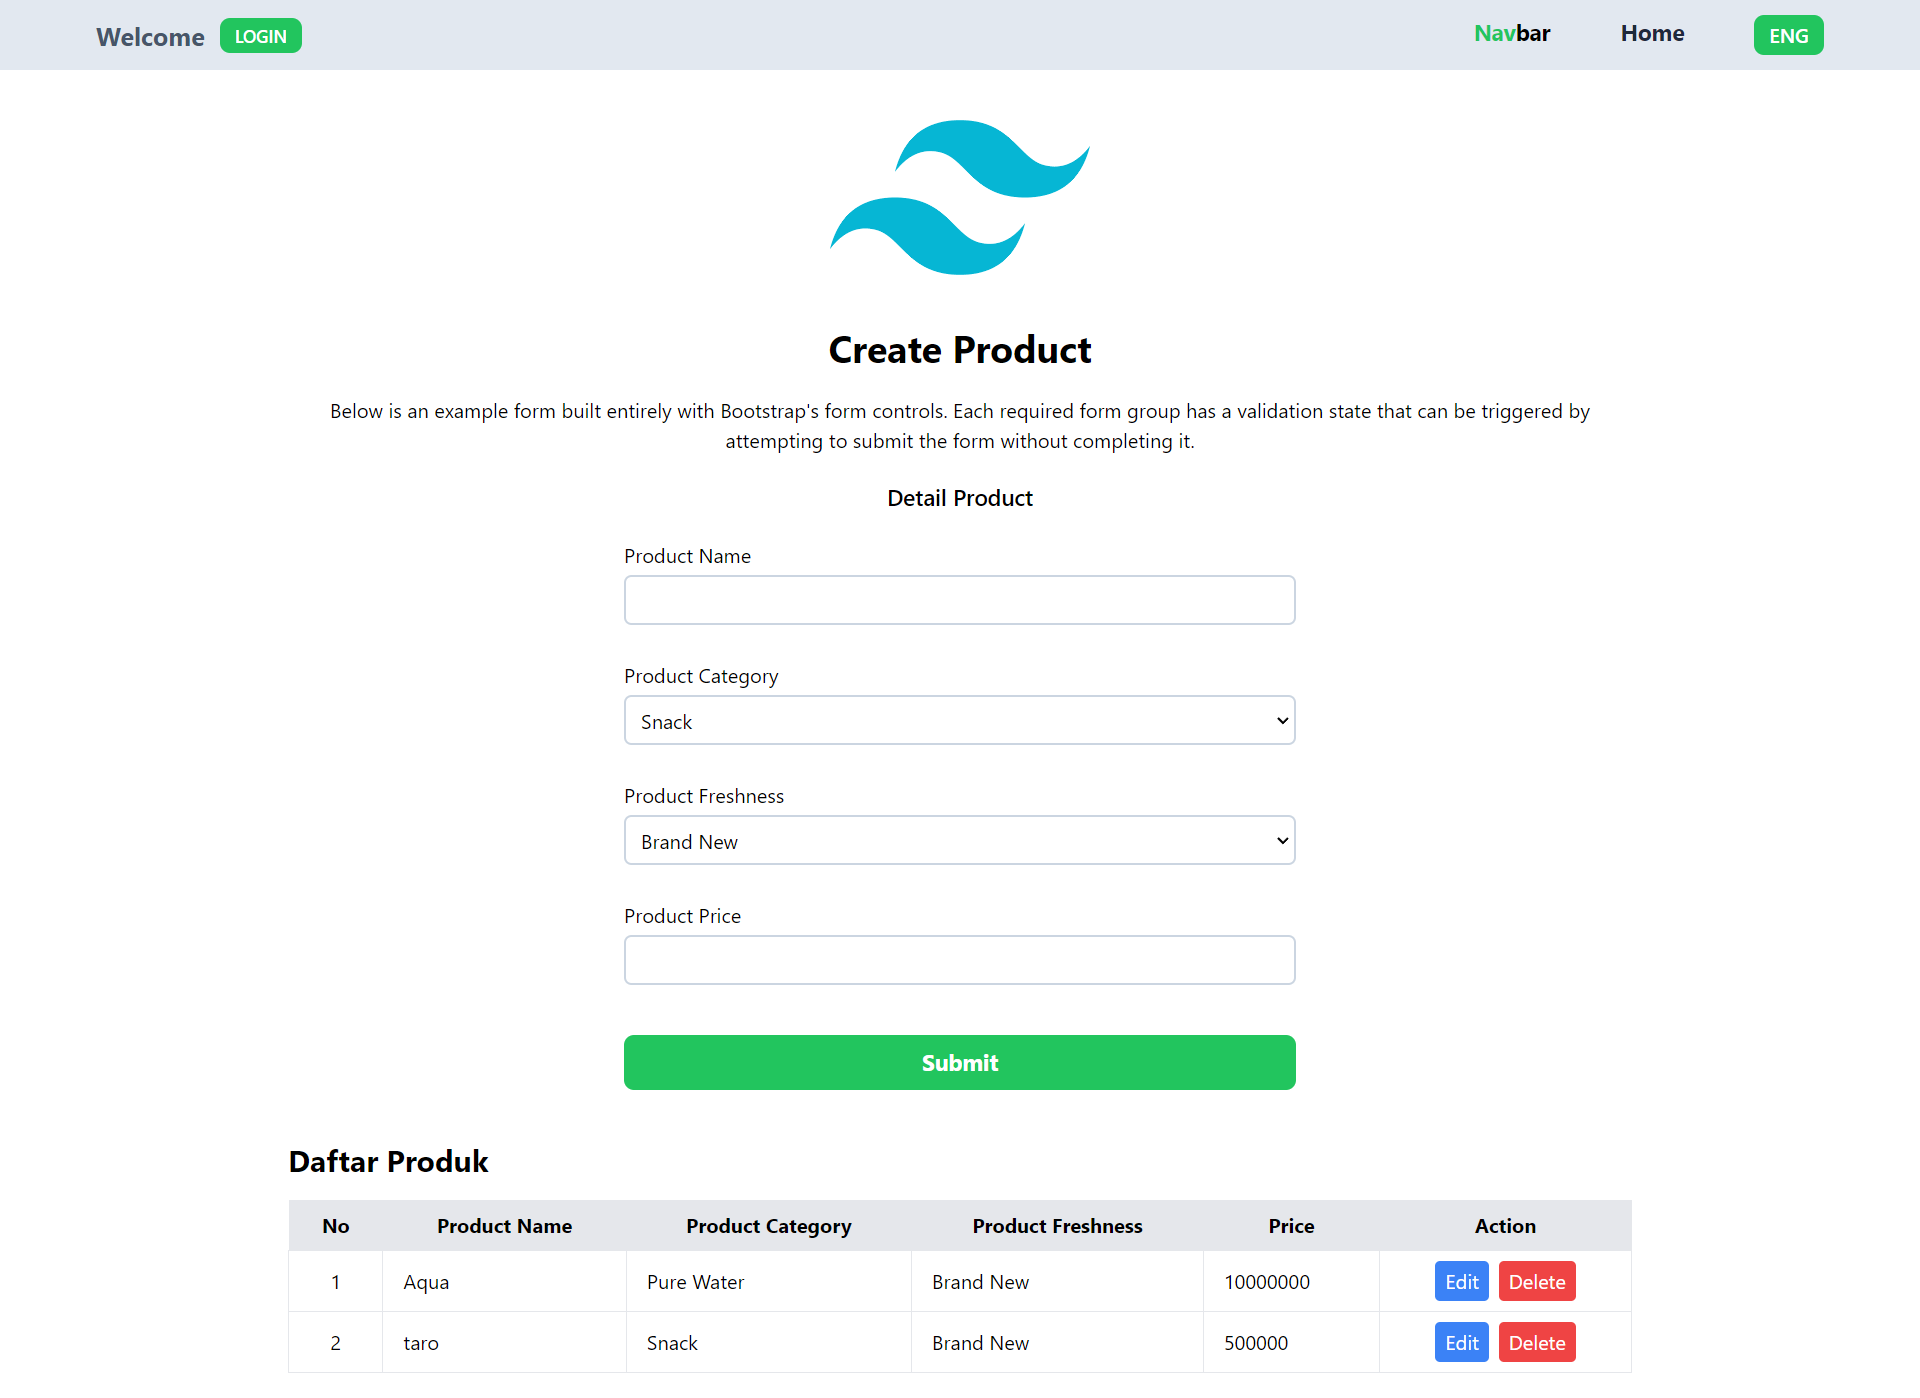 Welcome LOGIN Navbar Home ENG
Create Product
Below is an example form built entirely with Bootstrap's form controls. Each required form group has a validation state that can be triggered by
attempting to submit the form without completing it.
Detail Product
Product Name
Product Category
Snack
Product Freshness
Brand New
Product Price
Submit
Daftar Produk
No Product Name Product Category Product Freshness Price Action
1 Aqua Pure Water Brand New 10000000 Edit Delete
2 taro Snack Brand New 500000 Edit Delete